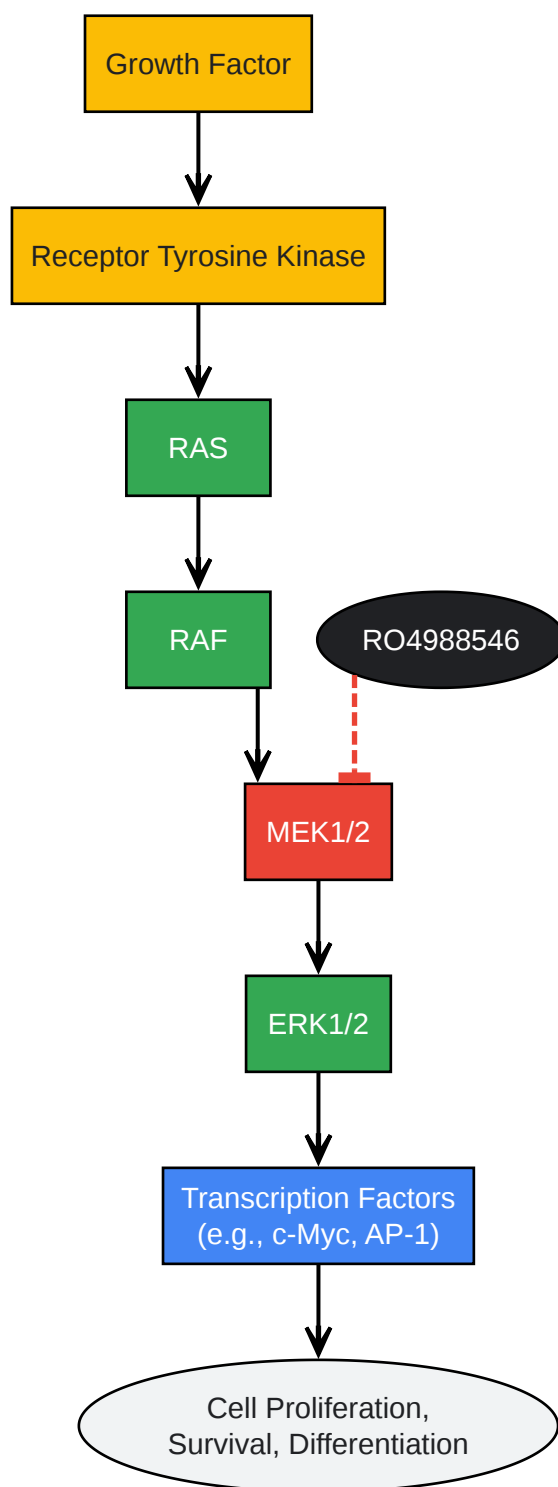 Growth Factor
Receptor Tyrosine Kinase
RAS
RAF
RO4988546
MEK1/2
ERK1/2
Transcription Factors
(e.g., c-Myc, AP-1)
Cell Proliferation,
Survival, Differentiation